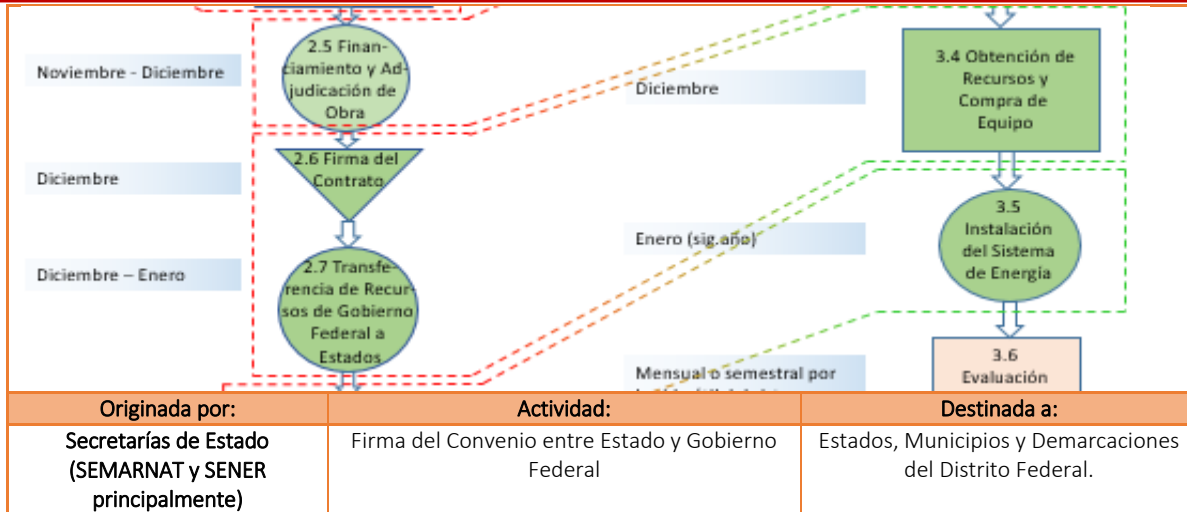 Noviembre - Diciembre
2.5 Finan-
ciamiento y Ad-
judicación de
Obra
Diciembre
2.6 Firma del
Contrato
Diciembre – Enero
2.7 Transfe-
rencia de Recur-
sos de Gobierno
Federal a
Estados
Diciembre
3.4 Obtención de
Recursos y
Compra de
Equipo
Enero (sig.año)
3.5
Instalación
del Sistema
de Energía
Mensual o semestral por
3.6
Evaluación
Originada por:
Actividad:
Destinada a:
Secretarías de Estado
(SEMARNAT y SENER
principalmente)
Firma del Convenio entre Estado y Gobierno
Federal
Estados, Municipios y Demarcaciones
del Distrito Federal.